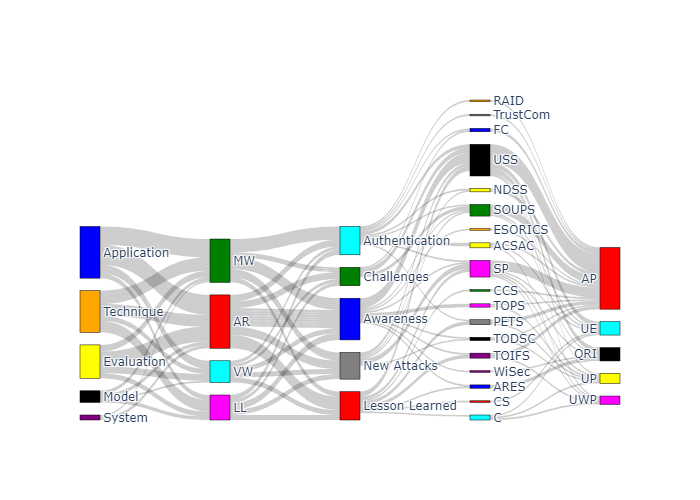 Application
Technique
Evaluation
Model
System
MW
AR
VW
LL
Authentication
Challenges
Awareness
New Attacks
Lesson Learned
RAID
TrustCom
FC
USS
NDSS
SOUPS
ESORICS
ACSAC
SP
CCS
TOPS
PETS
TODSC
TOIFS
WiSec
ARES
CS
C
AP
UE
QRI
UP
UWP